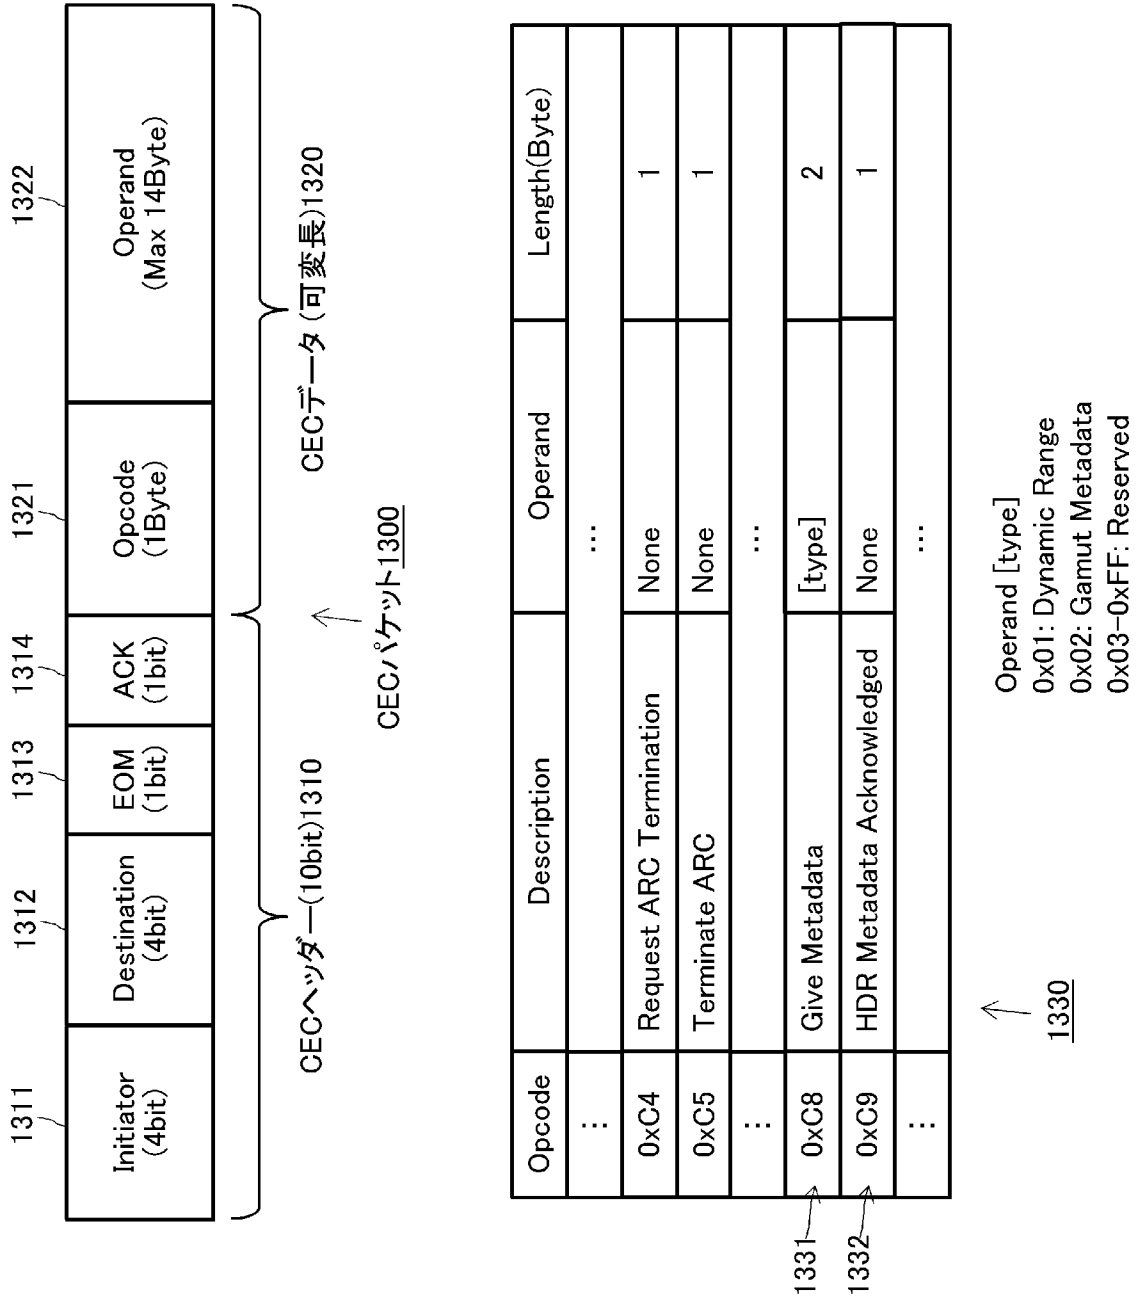 1311
1312
1313
1314
1321
1322
Initiator
(4bit)
Destination
(4bit)
EOM
(1bit)
ACK
(1bit)
Opcode
(1Byte)
Operand
(Max 14Byte)
CECヘッダー(10bit)1310
CECデータ(可変長)1320
CECパケット1300
Opcode Description Operand Length(Byte)
... ...
0xC4 Request ARC Termination None 1
0xC5 Terminate ARC None 1
... ...
1331 0xC8 Give Metadata [type] 2
1332 0xC9 HDR Metadata Acknowledged None 1
... ...
1330
Operand [type]
0x01: Dynamic Range
0x02: Gamut Metadata
0x03-0xFF: Reserved